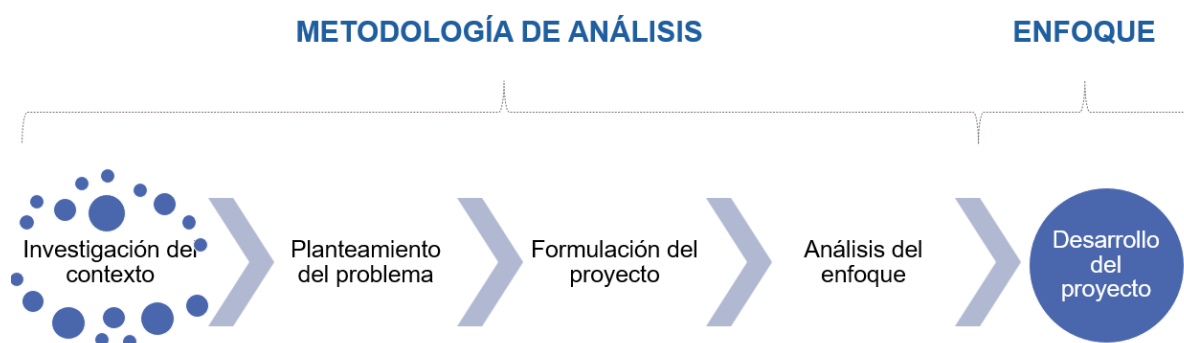 METODOLOGÍA DE ANÁLISIS
ENFOQUE
Investigación del
contexto
Planteamiento
del problema
Formulación del
proyecto
Análisis del
enfoque
Desarrollo
del
proyecto